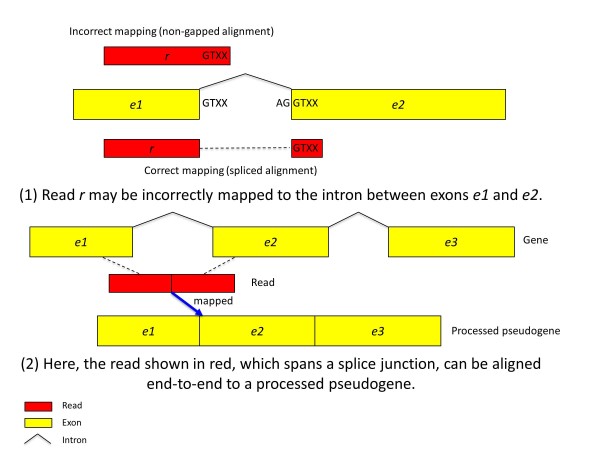 Incorrect mapping (non-gapped alignment)
r GTXX
e1 GTXX AG GTXX e2
r GTXX
Correct mapping (spliced alignment)
(1) Read r may be incorrectly mapped to the intron between exons e1 and e2.
e1 e2 e3 Gene
Read
mapped
e1 e2 e3 Processed pseudogene
(2) Here, the read shown in red, which spans a splice junction, can be aligned
end-to-end to a processed pseudogene.
Read
Exon
Intron